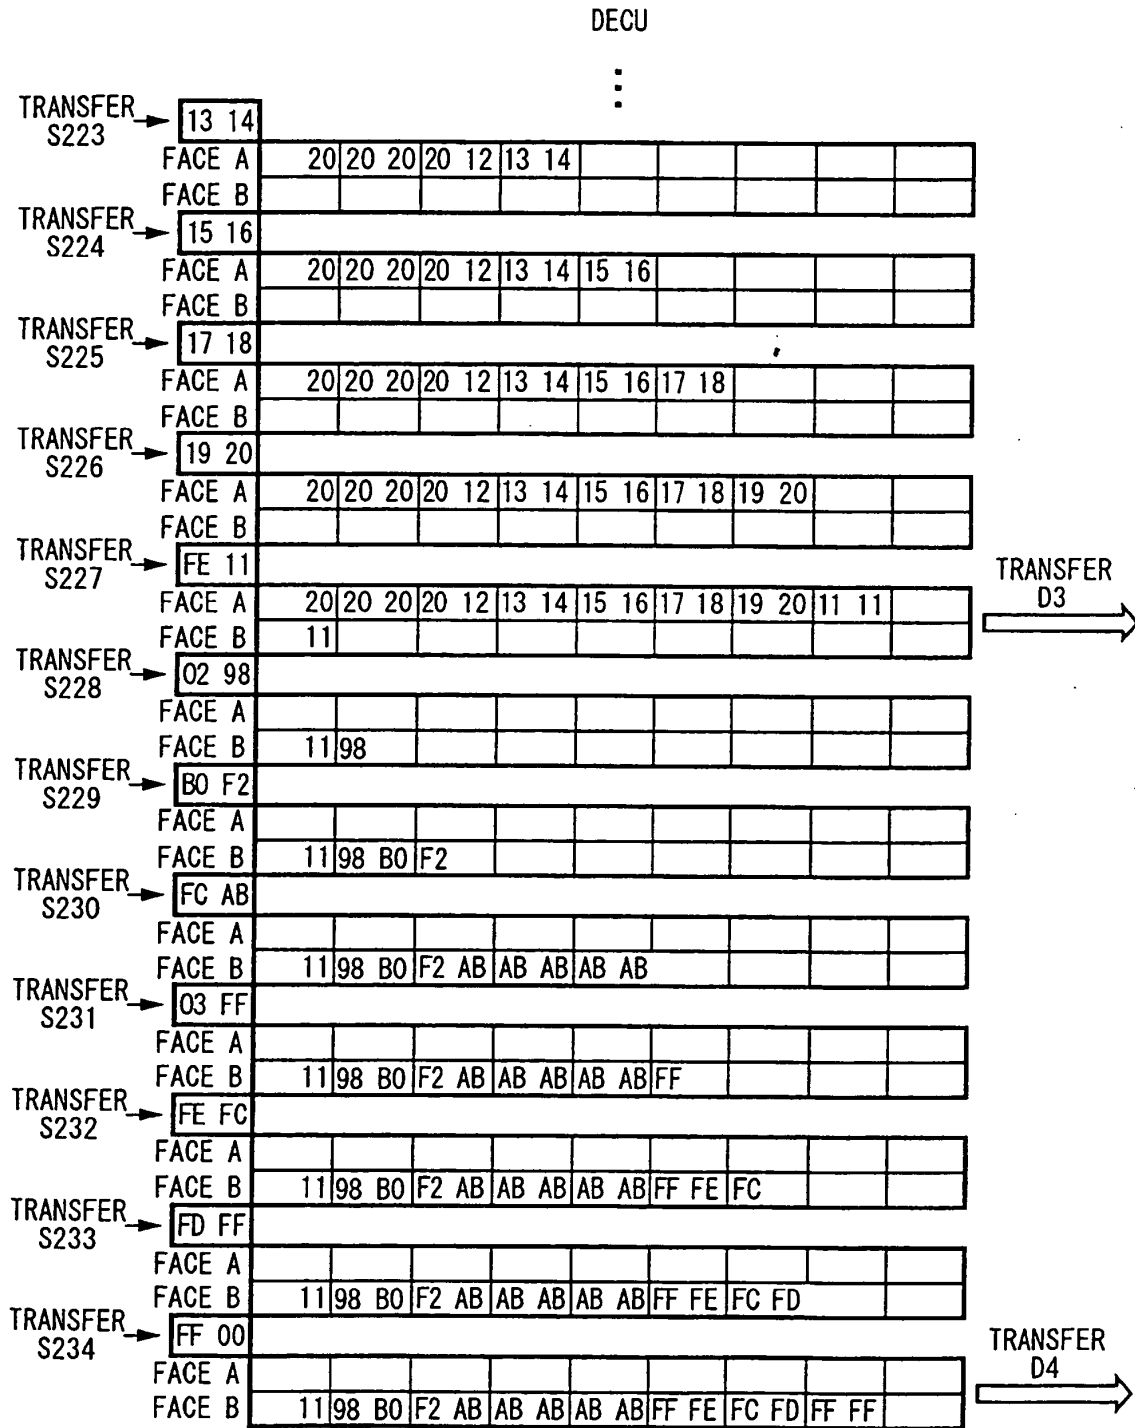 DECU
TRANSFER
S223
13 14
FACE A 20 20 20 20 12 13 14
FACE B
TRANSFER
S224
15 16
FACE A 20 20 20 20 12 13 14 15 16
FACE B
TRANSFER
S225
17 18
FACE A 20 20 20 20 12 13 14 15 16 17 18
FACE B
TRANSFER
S226
19 20
FACE A 20 20 20 20 12 13 14 15 16 17 18 19 20
FACE B
TRANSFER
S227
FE 11
FACE A 20 20 20 20 12 13 14 15 16 17 18 19 20 11 11
FACE B 11
TRANSFER
D3
TRANSFER
S228
02 98
FACE A
FACE B 11 98
TRANSFER
S229
B0 F2
FACE A
FACE B 11 98 B0 F2
TRANSFER
S230
FC AB
FACE A
FACE B 11 98 B0 F2 AB AB AB AB AB
TRANSFER
S231
03 FF
FACE A
FACE B 11 98 B0 F2 AB AB AB AB AB FF
TRANSFER
S232
FE FC
FACE A
FACE B 11 98 B0 F2 AB AB AB AB AB FF FE FC
TRANSFER
S233
FD FF
FACE A
FACE B 11 98 B0 F2 AB AB AB AB AB FF FE FC FD
TRANSFER
S234
FF 00
FACE A
FACE B 11 98 B0 F2 AB AB AB AB AB FF FE FC FD FF FF
TRANSFER
D4